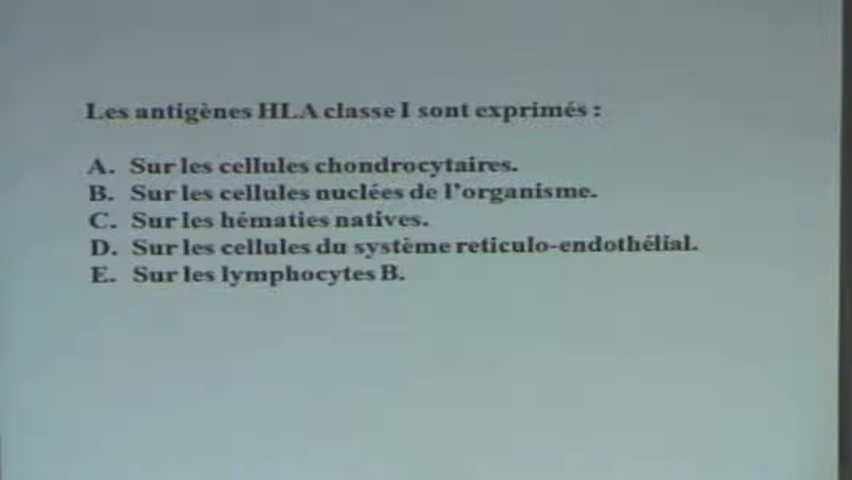 Les antigènes HLA classe I sont exprimés :
A. Sur les cellules chondrocytaires.
B. Sur les cellules nuclées de l'organisme.
C. Sur les hématies natives.
D. Sur les cellules du système reticulo-endothélial.
E. Sur les lymphocytes B.